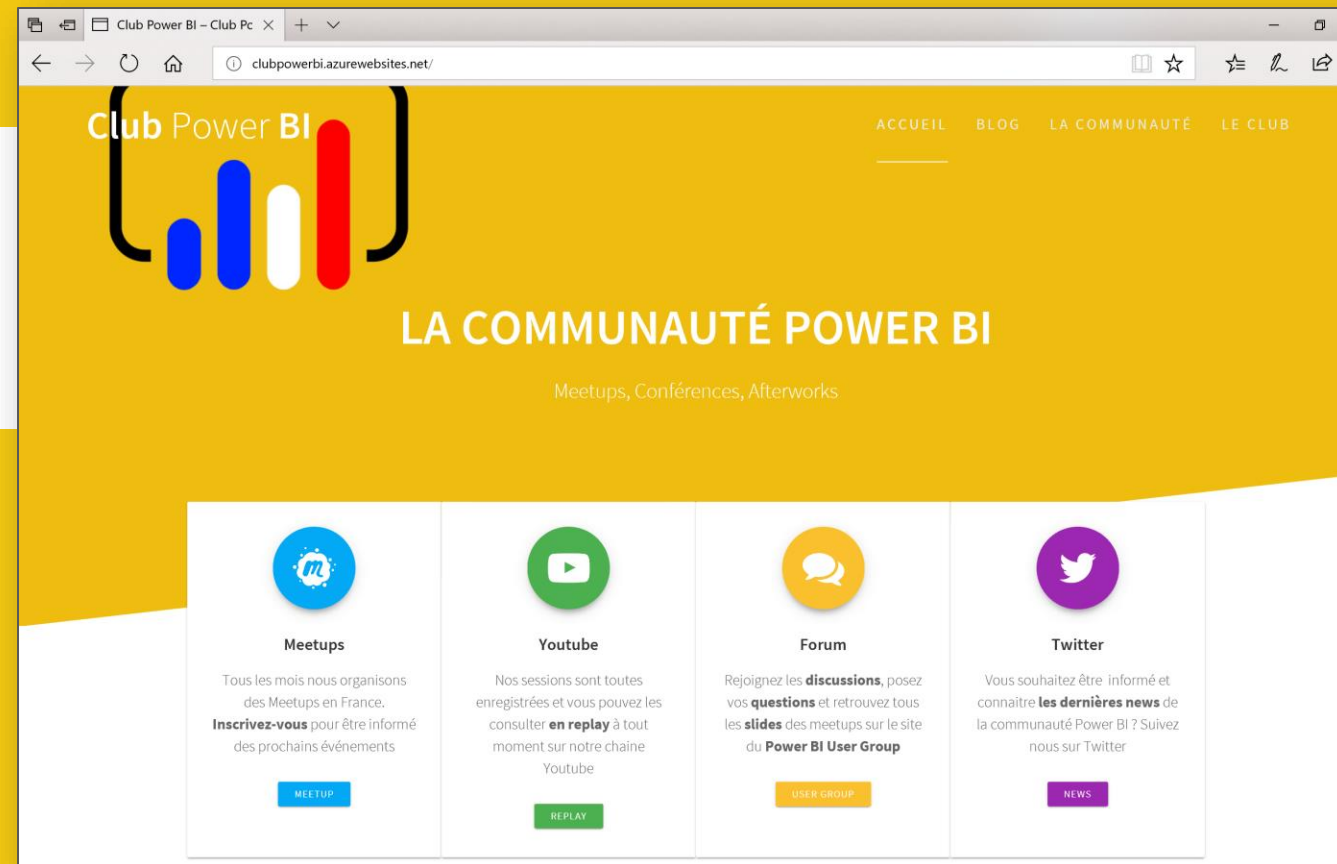 Club Power BI – Club Pc
clubpowerbi.azurewebsites.net/
Club Power BI
ACCUEIL BLOG LA COMMUNAUTÉ LE CLUB
LA COMMUNAUTÉ POWER BI
Meetups, Conférences, Afterworks
Meetups
Tous les mois nous organisons
des Meetups en France.
Inscrivez-vous pour être informé
des prochains événements
MEETUP
Youtube
Nos sessions sont toutes
enregistrées et vous pouvez les
consulter en replay à tout
moment sur notre chaine
Youtube
REPLAY
Forum
Rejoignez les discussions, posez
vos questions et retrouvez tous
les slides des meetups sur le site
du Power BI User Group
USER GROUP
Twitter
Vous souhaitez être informé et
connaitre les dernières news de
la communauté Power BI ? Suivez
nous sur Twitter
NEWS